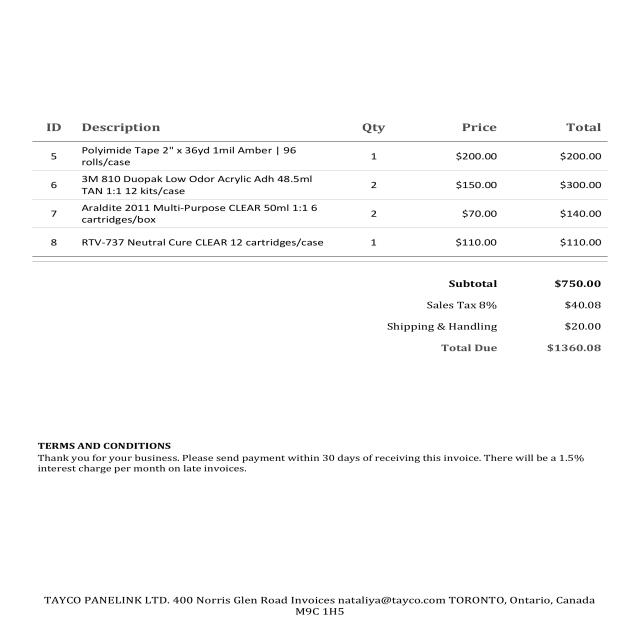 ID Description Qty Price Total
5 Polyimide Tape 2" x 36yd 1mil Amber | 96 1 $200.00 $200.00
rolls/case
6 3M 810 Duopak Low Odor Acrylic Adh 48.5ml 2 $150.00 $300.00
TAN 1:1 12 kits/case
7 Araldite 2011 Multi-Purpose CLEAR 50ml 1:1 6 2 $70.00 $140.00
cartridges/box
8 RTV-737 Neutral Cure CLEAR 12 cartridges/case 1 $110.00 $110.00
Subtotal $750.00
Sales Tax 8% $40.08
Shipping & Handling $20.00
Total Due $1360.08
TERMS AND CONDITIONS
Thank you for your business. Please send payment within 30 days of receiving this invoice. There will be a 1.5%
interest charge per month on late invoices.
TAYCO PANELINK LTD. 400 Norris Glen Road Invoices nataliya@tayco.com TORONTO, Ontario, Canada
M9C 1H5